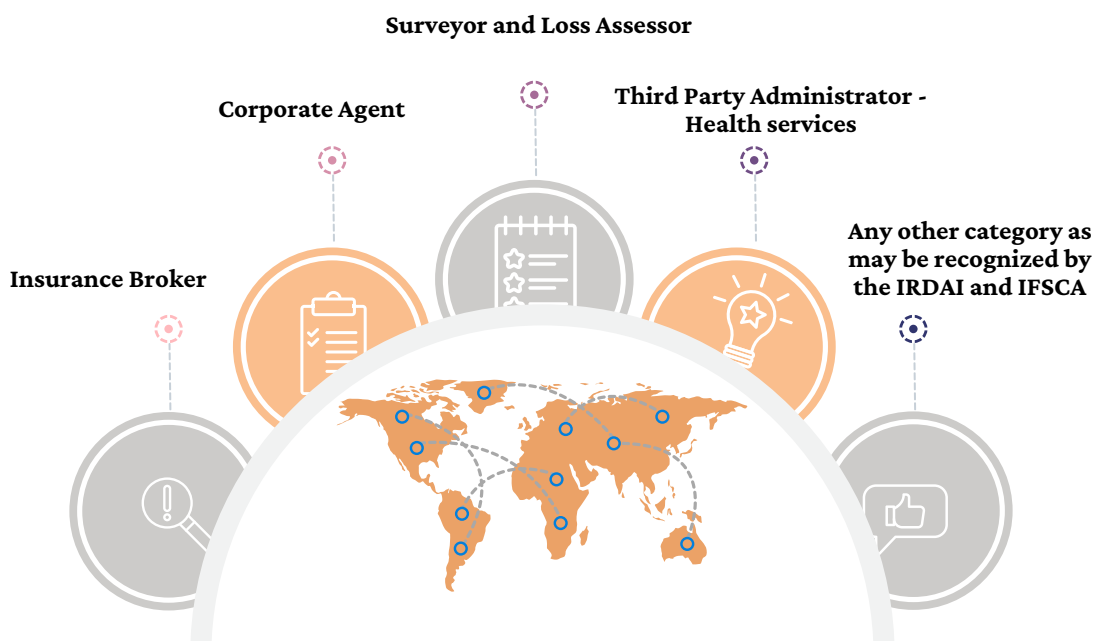 Surveyor and Loss Assessor
Corporate Agent
Third Party Administrator -
Health services
Insurance Broker
Any other category as
may be recognized by
the IRDAI and IFSCA